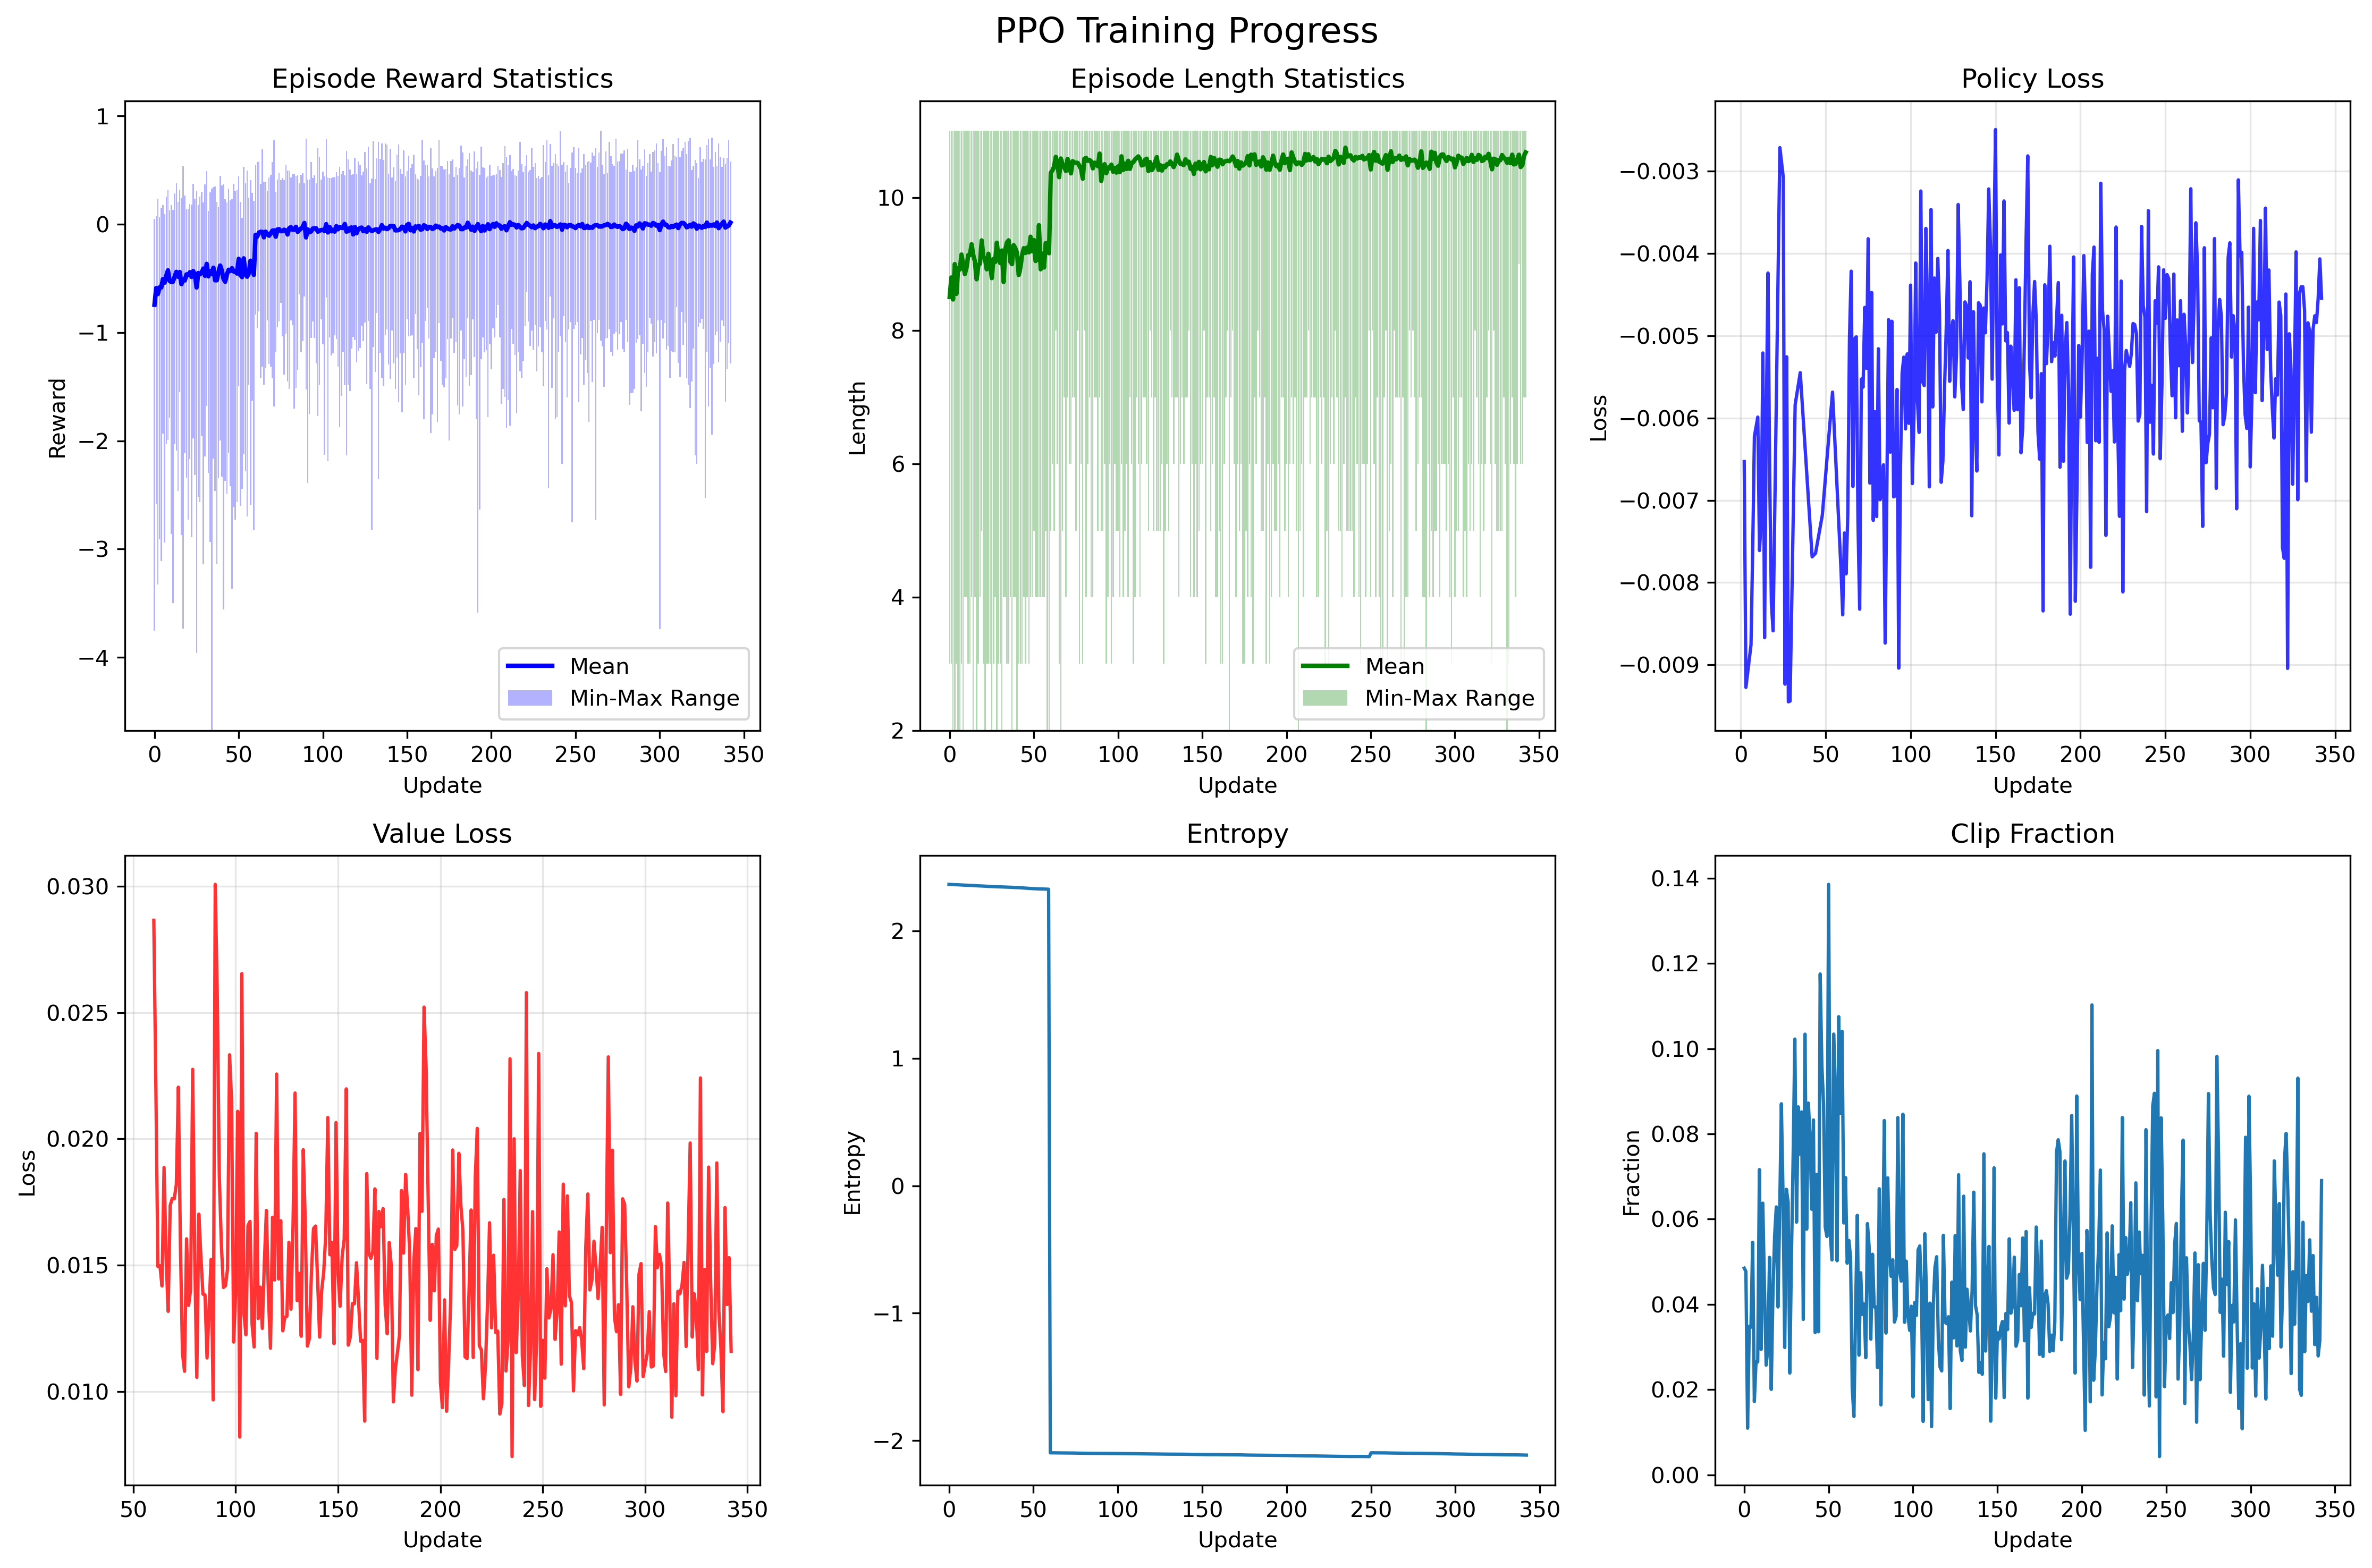 PPO Training Progress
Episode Reward Statistics
1
0
−1
−2
−3
−4
Reward
Mean
Min-Max Range
0 50 100 150 200 250 300 350
Update
Episode Length Statistics
10
8
6
4
2
Length
Mean
Min-Max Range
0 50 100 150 200 250 300 350
Update
Policy Loss
−0.003
−0.004
−0.005
−0.006
−0.007
−0.008
−0.009
Loss
0 50 100 150 200 250 300 350
Update
Value Loss
0.030
0.025
0.020
0.015
0.010
Loss
50 100 150 200 250 300 350
Update
Entropy
2
1
0
−1
−2
Entropy
0 50 100 150 200 250 300 350
Update
Clip Fraction
0.14
0.12
0.10
0.08
0.06
0.04
0.02
0.00
Fraction
0 50 100 150 200 250 300 350
Update